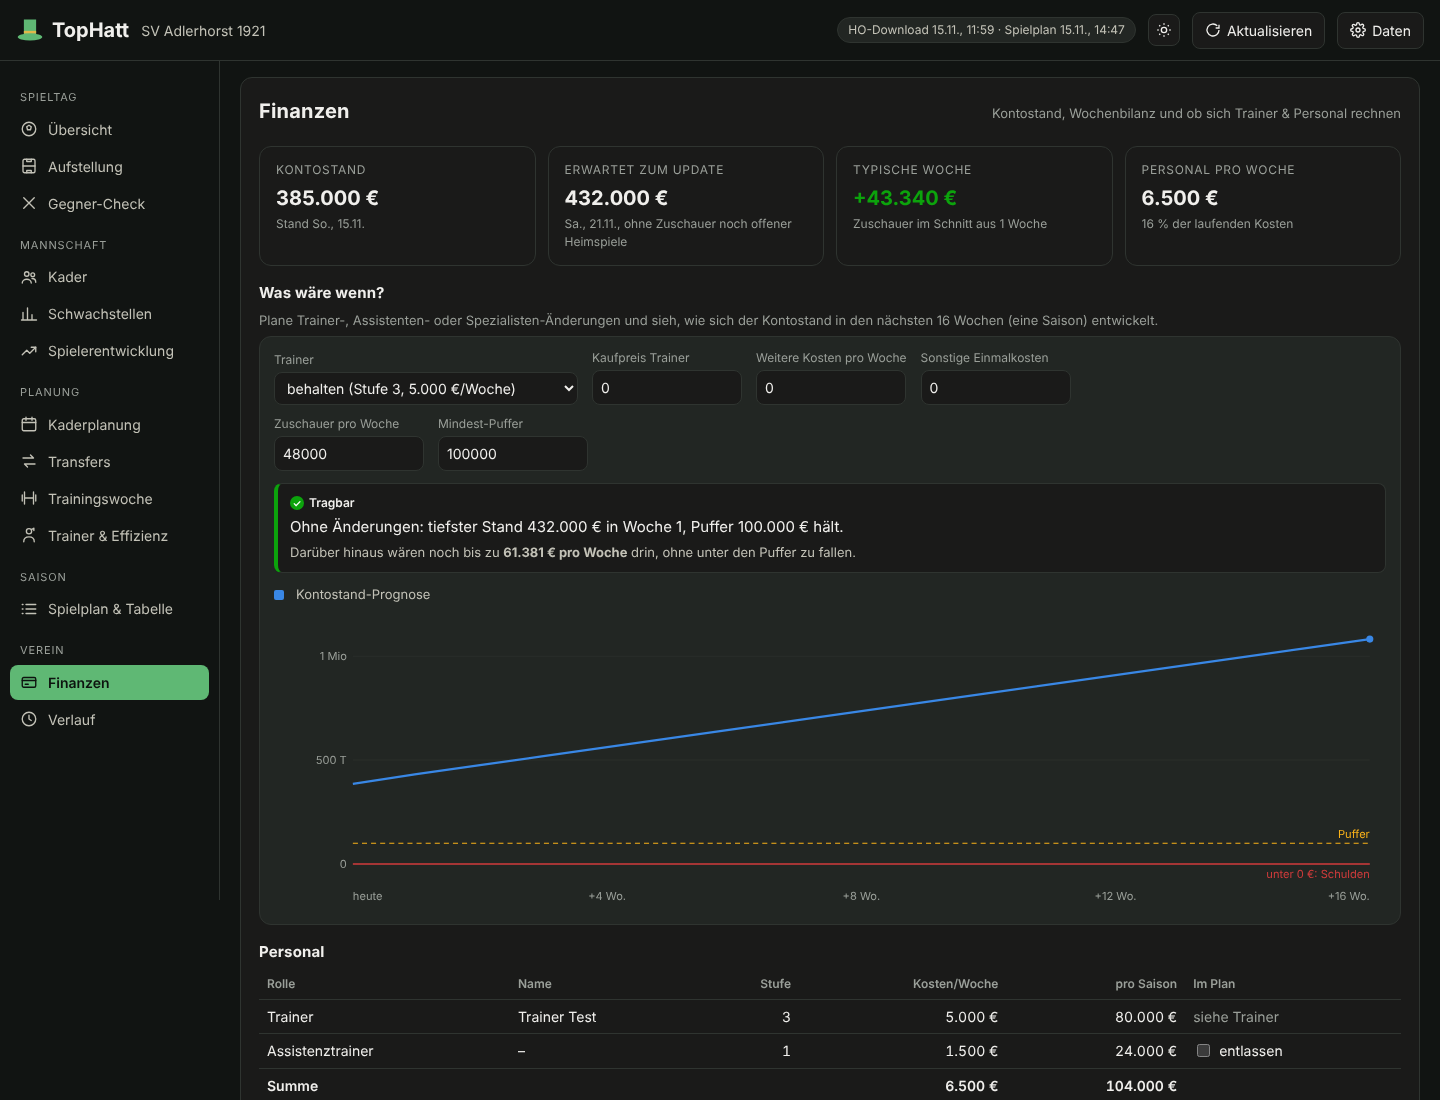 TopHatt SV Adlerhorst 1921
HO-Download 15.11., 11:59 · Spielplan 15.11., 14:47
Aktualisieren
Daten
SPIELTAG
Übersicht
Aufstellung
Gegner-Check
MANNSCHAFT
Kader
Schwachstellen
Spielerentwicklung
PLANUNG
Kaderplanung
Transfers
Trainingswoche
Trainer & Effizienz
SAISON
Spielplan & Tabelle
VEREIN
Finanzen
Verlauf
Finanzen
Kontostand, Wochenbilanz und ob sich Trainer & Personal rechnen
KONTOSTAND
385.000 €
Stand So., 15.11.
ERWARTET ZUM UPDATE
432.000 €
Sa., 21.11., ohne Zuschauer noch offener
Heimspiele
TYPISCHE WOCHE
+43.340 €
Zuschauer im Schnitt aus 1 Woche
PERSONAL PRO WOCHE
6.500 €
16 % der laufenden Kosten
Was wäre wenn?
Plane Trainer-, Assistenten- oder Spezialisten-Änderungen und sieh, wie sich der Kontostand in den nächsten 16 Wochen (eine Saison) entwickelt.
Trainer
behalten (Stufe 3, 5.000 €/Woche)
Kaufpreis Trainer
0
Weitere Kosten pro Woche
0
Sonstige Einmalkosten
0
Zuschauer pro Woche
48000
Mindest-Puffer
100000
Tragbar
Ohne Änderungen: tiefster Stand 432.000 € in Woche 1, Puffer 100.000 € hält.
Darüber hinaus wären noch bis zu 61.381 € pro Woche drin, ohne unter den Puffer zu fallen.
Kontostand-Prognose
1 Mio
500 T
Puffer
0
unter 0 €: Schulden
heute +4 Wo. +8 Wo. +12 Wo. +16 Wo.
Personal
Rolle Name Stufe Kosten/Woche pro Saison Im Plan
Trainer Trainer Test 3 5.000 € 80.000 € siehe Trainer
Assistenztrainer – 1 1.500 € 24.000 € entlassen
Summe 6.500 € 104.000 €